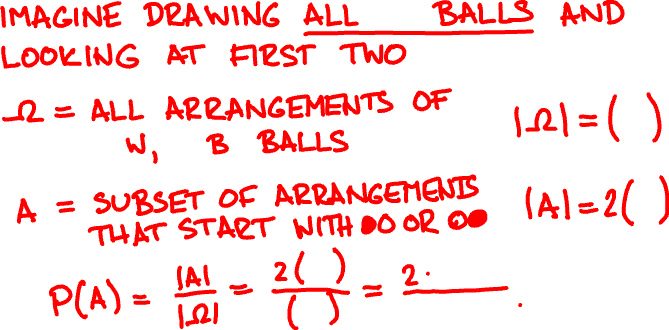 IMAGINE DRAWING ALL BALLS AND
LOOKING AT FIRST TWO
Ω = ALL ARRANGEMENTS OF
W, B BALLS
|Ω| = ( )
A = SUBSET OF ARRANGEMENTS
THAT START WITH ●○ OR ○●
|A| = 2( )
P(A) = |A|/|Ω| = 2( )/( ) = 2·/ .